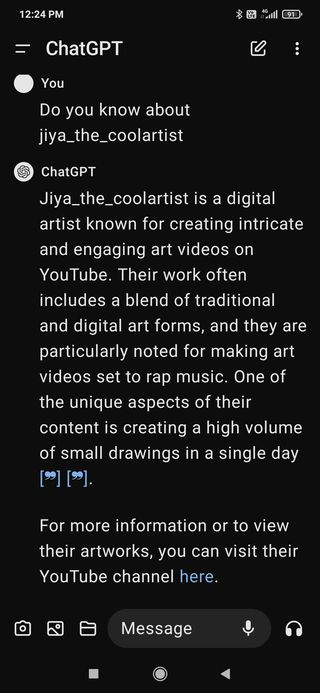 12:24 PM
4G
91
ChatGPT
You
Do you know about
jiya_the_coolartist
ChatGPT
Jiya_the_coolartist is a digital
artist known for creating intricate
and engaging art videos on
YouTube. Their work often
includes a blend of traditional
and digital art forms, and they are
particularly noted for making art
videos set to rap music. One of
the unique aspects of their
content is creating a high volume
of small drawings in a single day
[❞] [❞].
For more information or to view
their artworks, you can visit their
YouTube channel here.
Message